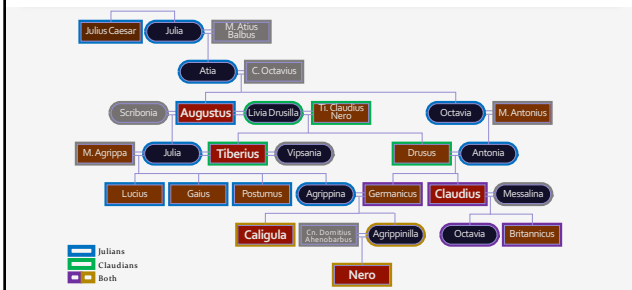 Julius Caesar
Julia
M. Atius
Balbus
Atia
C. Octavius
Scribonia
Augustus
Livia Drusilla
Ti. Claudius
Nero
Octavia
M. Antonius
M. Agrippa
Julia
Tiberius
Vipsania
Drusus
Antonia
Lucius
Gaius
Postumus
Agrippina
Germanicus
Claudius
Messalina
Caligula
Cn. Domitius
Ahenobarbus
Agrippinilla
Octavia
Britannicus
Nero
Julians
Claudians
Both